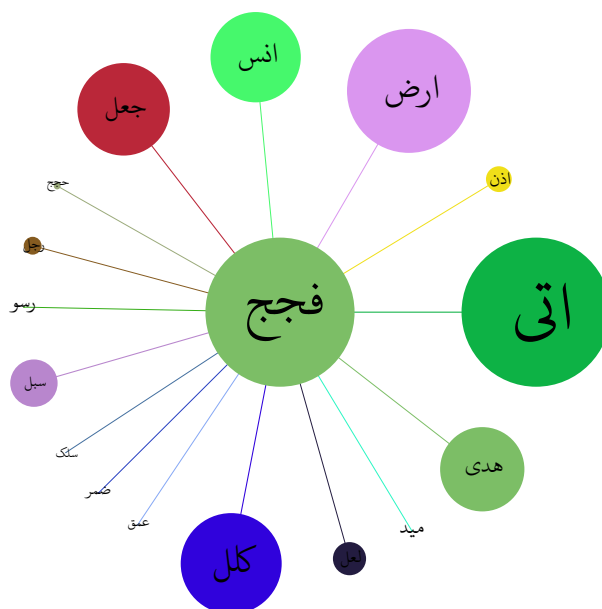 انس
ارض
جعل
اذن
حجج
رجل
فجج
اتی
رسو
سبل
سلک
هدی
ضمر
عمق
مید
لعل
کلل